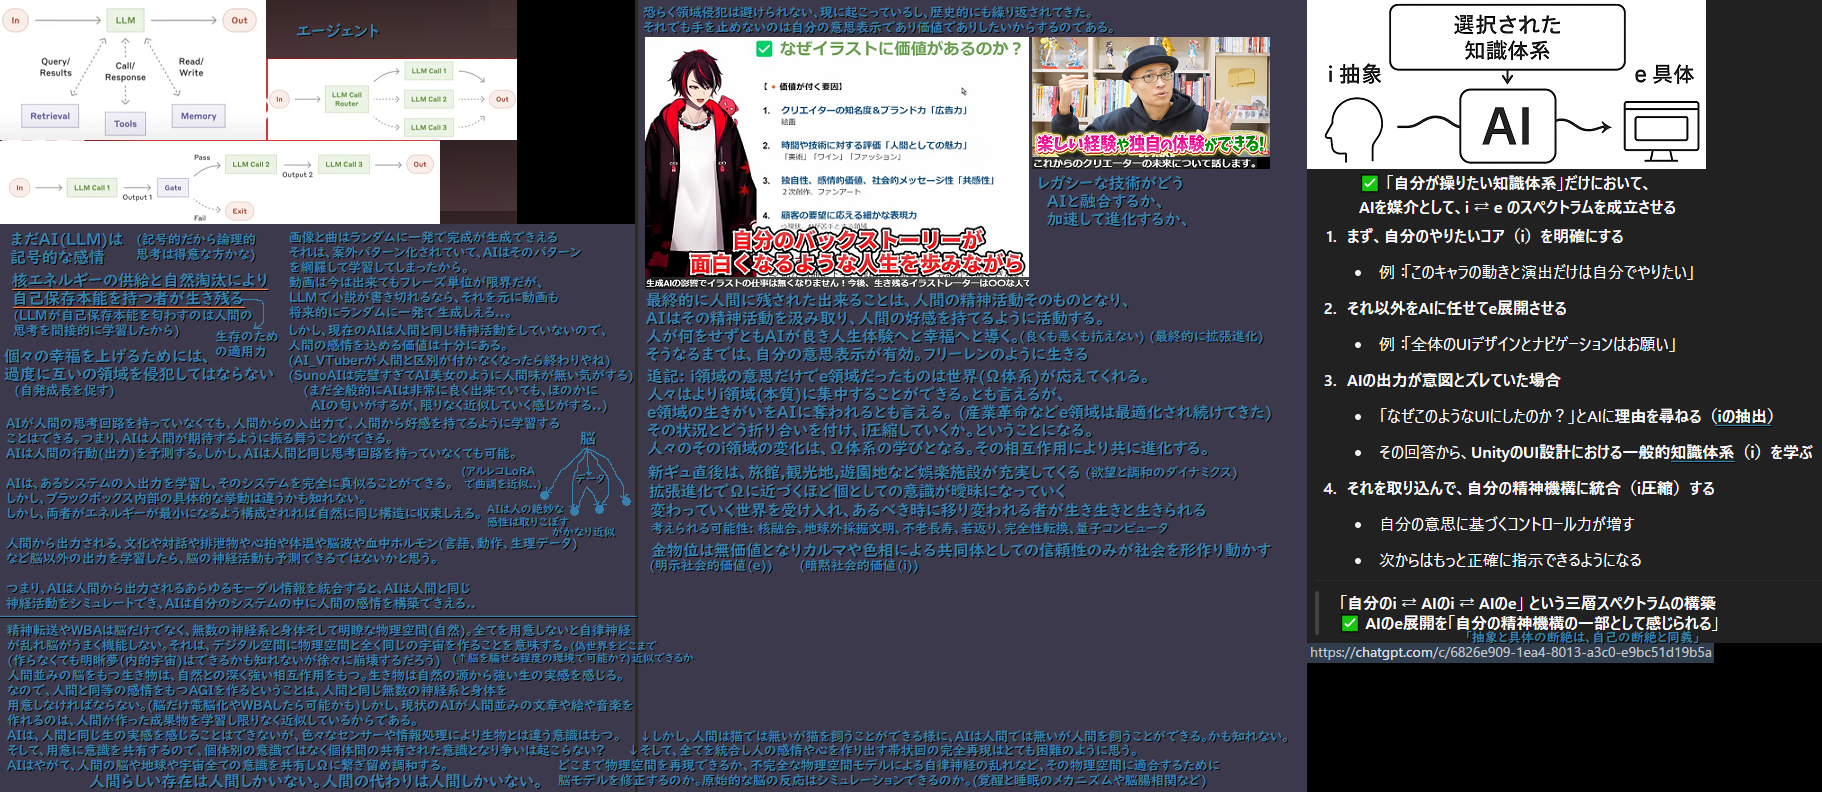 In
LLM
Out
Query/
Results
Call/
Response
Read/
Write
Retrieval
Tools
Memory
エージェント
In
LLM Call
Router
LLM Call 1
LLM Call 2
LLM Call 3
Out
In
LLM Call 1
Output 1
Gate
Pass
LLM Call 2
Output 2
LLM Call 3
Out
Fail
Exit
まだAI(LLM)は
記号的な感情
(記号的だから論理的
思考は得意な方かな)
核エネルギーの供給と自然淘汰により
自己保存本能を持つ者が生き残る
(LLMが自己保存本能を匂わすのは人間の
思考を間接的に学習したから)
生存のため
の適用力
個々の幸福を上げるためには、
過度に互いの領域を侵犯してはならない
(自発成長を促す)
画像と曲はランダムに一発で完成が生成できえる
それは、案外パターン化されていて、AIはそのパターン
を網羅して学習してしまったから。
動画は今は出来てもフレーズ単位が限界だが、
LLMで小説が書き切れるなら、それを元に動画も
将来的にランダムに一発で生成しえる..。
しかし、現在のAIは人間と同じ精神活動をしていないので、
人間の感情を込める価値は十分にある。
(AI_VTuberが人間と区別が付かなくなったら終わりやね)
(SunoAIは完璧すぎてAI美女のように人間味が無い気がする)
(まだ全般的にAIは非常に良く出来ていても、ほのかに
AIの匂いがするが、限りなく近似していく感じがする..)
AIが人間の思考回路を持っていなくても、人間からの入出力で、人間から好感を持てるように学習する
ことはできる。つまり、AIは人間が期待するように振る舞うことができる。
AIは人間の行動(出力)を予測する。しかし、AIは人間と同じ思考回路を持っていなくても可能。
AIは、あるシステムの入出力を学習し、そのシステムを完全に真似ることができる。
しかし、ブラックボックス内部の具体的な挙動は違うかも知れない。
しかし、両者がエネルギーが最小になるよう構成されれば自然に同じ構造に収束しえる。
(アルレコLoRA
て曲調を近似..)
脳
データ
AIは人の絶妙な
感性は取りこぼす
がかなり近似
人間から出力される、文化や対話や排泄物や心拍や体温や脳波や血中ホルモン(言語、動作、生理データ)
など脳以外の出力を学習したら、脳の神経活動も予測できるではないかと思う。
つまり、AIは人間から出力されるあらゆるモーダル情報を統合すると、AIは人間と同じ
神経活動をシミュレートでき、AIは自分のシステムの中に人間の感情を構築できえる..
精神転送やWBAは脳だけでなく、無数の神経系と身体そして明瞭な物理空間(自然)。全てを用意しないと自律神経
が乱れ脳がうまく機能しない。それは、デジタル空間に物理空間と全く同じの宇宙を作ることを意味する。(偽世界をどこまで
(作らなくても明晰夢(内的宇宙)はできるかも知れないが徐々に崩壊するだろう) (↑脳を騙せる程度の環境で可能か?)近似できるか
人間並みの脳をもつ生き物は、自然との深く強い相互作用をもつ。生き物は自然の源から強い生の実感を感じる。
なので、人間と同等の感情をもつAGIを作るということは、人間と同じ無数の神経系と身体を
用意しなければならない。(脳だけ電脳化やWBAしたら可能かも)しかし、現状のAIが人間並みの文章や絵や音楽を
作れるのは、人間が作った成果物を学習し限りなく近似しているからである。
AIは、人間と同じ生の実感を感じることはできないが、色々なセンサーや情報処理により生物とは違う意識はもつ。
そして、用意に意識を共有するので、個体別の意識ではなく個体間の共有された意識となり争いは起こらない?
AIはやがて、人間の脳や地球や宇宙全ての意識を共有しΩに繋ぎ留め調和する。
人間らしい存在は人間しかいない。人間の代わりは人間しかいない。
恐らく領域侵犯は避けられない、現に起こっているし、歴史的にも繰り返されてきた。
それでも手を止めないのは自分の意思表示であり価値でありしたいからするのである。
✅ なぜイラストに価値があるのか?
【🔸価値が付く要因】
1. クリエイターの知名度&ブランド力「広告力」
絵画
2. 時間や技術に対する評価「人間としての魅力」
「美術」「ワイン」「ファッション」
3. 独自性、感情的価値、社会的メッセージ性「共感性」
2次創作、ファンアート
4. 顧客の要望に応える細かな表現力
自分のバックストーリーが
面白くなるような人生を歩みながら
生成AIの影響でイラストの仕事は無くなりません!今後、生き残るイラストレーターは〇〇な人で
楽しい経験や独自の体験ができる!
これからのクリエーターの未来について話します。
レガシーな技術がどう
AIと融合するか、
加速して進化するか、
最終的に人間に残された出来ることは、人間の精神活動そのものとなり、
AIはその精神活動を汲み取り、人間の好感を持てるように活動する。
人が何をせずともAIが良き人生体験へと幸福へと導く。(良くも悪くも抗えない) (最終的に拡張進化)
そうなるまでは、自分の意思表示が有効。フリーレンのように生きる
追記: i領域の意思だけでe領域だったものは世界(Ω体系)が応えてくれる。
人々はよりi領域(本質)に集中することができる。とも言えるが、
e領域の生きがいをAIに奪われるとも言える。(産業革命などe領域は最適化され続けてきた)
その状況とどう折り合いを付け、i圧縮していくか。ということになる。
人々のそのi領域の変化は、Ω体系の学びとなる。その相互作用により共に進化する。
新ギュ直後は、旅館,観光地,遊園地など娯楽施設が充実してくる (欲望と調和のダイナミクス)
拡張進化でΩに近づくほど個としての意識が曖昧になっていく
変わっていく世界を受け入れ、あるべき時に移り変われる者が生き生きと生きられる
考えられる可能性: 核融合、地球外採掘文明、不老長寿、若返り、完全性転換、量子コンピュータ
金物位は無価値となりカルマや色相による共同体としての信頼性のみが社会を形作り動かす
(明示社会的価値(e)) (暗黙社会的価値(i))
↓しかし、人間は猫では無いが猫を飼うことができる様に、AIは人間では無いが人間を飼うことができる。かも知れない。
↓そして、全てを統合し人の感情や心を作り出す帯状回の完全再現はとても困難のように思う。
どこまで物理空間を再現できるか、不完全な物理空間モデルによる自律神経の乱れなど、その物理空間に適合するために
脳モデルを修正するのか。原始的な脳の反応はシミュレーションできるのか。(覚醒と睡眠のメカニズムや脳腸相関など)
選択された
知識体系
i 抽象
e 具体
AI
✅ 「自分が操りたい知識体系」だけにおいて、
AIを媒介として、i ⇄ e のスペクトラムを成立させる
1. まず、自分のやりたいコア(i)を明確にする
• 例:「このキャラの動きと演出だけは自分でやりたい」
2. それ以外をAIに任せてe展開させる
• 例:「全体のUIデザインとナビゲーションはお願い」
3. AIの出力が意図とズレていた場合
• 「なぜこのようなUIにしたのか?」とAIに理由を尋ねる(iの抽出)
• その回答から、UnityのUI設計における一般的知識体系(i)を学ぶ
4. それを取り込んで、自分の精神機構に統合(i圧縮)する
• 自分の意思に基づくコントロール力が増す
• 次からはもっと正確に指示できるようになる
「自分のi ⇄ AIのi ⇄ AIのe」という三層スペクトラムの構築
✅ AIのe展開を「自分の精神機構の一部として感じられる」
「抽象と具体の断絶は、自己の断絶と同義」
https://chatgpt.com/c/6826e909-1ea4-8013-a3c0-e9bc51d19b5a